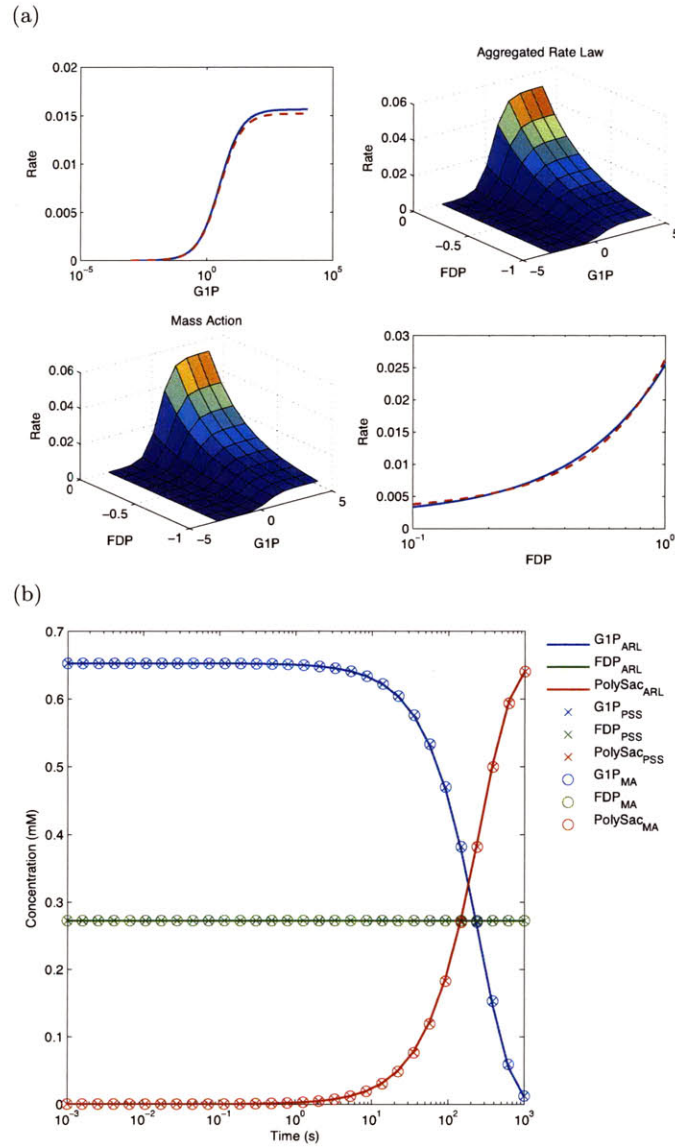 (a)
0.02
0.015
0.01
0.005
0
Rate
10^-5
10^0
10^5
G1P
Aggregated Rate Law
0.06
0.04
0.02
0
Rate
0
-0.5
-1
FDP
-5
0
5
G1P
Mass Action
0.06
0.04
0.02
0
Rate
0
-0.5
-1
FDP
-5
0
5
G1P
0.03
0.025
0.02
0.015
0.01
0.005
0
Rate
10^-1
10^0
FDP
(b)
0.7
0.6
0.5
0.4
0.3
0.2
0.1
0
Concentration (mM)
10^-3
10^-2
10^-1
10^0
10^1
10^2
10^3
Time (s)
G1P_ARL
FDP_ARL
PolySac_ARL
G1P_PSS
FDP_PSS
PolySac_PSS
G1P_MA
FDP_MA
PolySac_MA